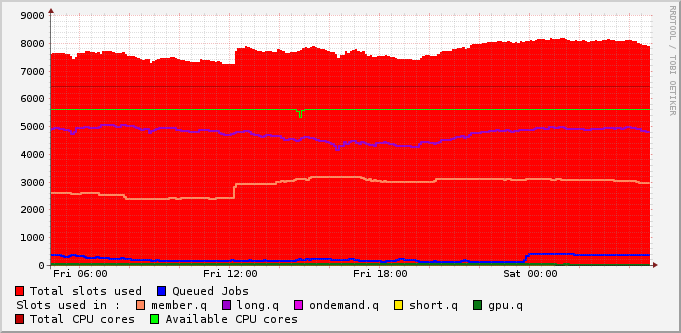 9000
8000
7000
6000
5000
4000
3000
2000
1000
0
Fri 06:00 Fri 12:00 Fri 18:00 Sat 00:00
Total slots used Queued Jobs
Slots used in : member.q long.q ondemand.q short.q gpu.q
Total CPU cores Available CPU cores
RRDTOOL / TOBI OETIKER